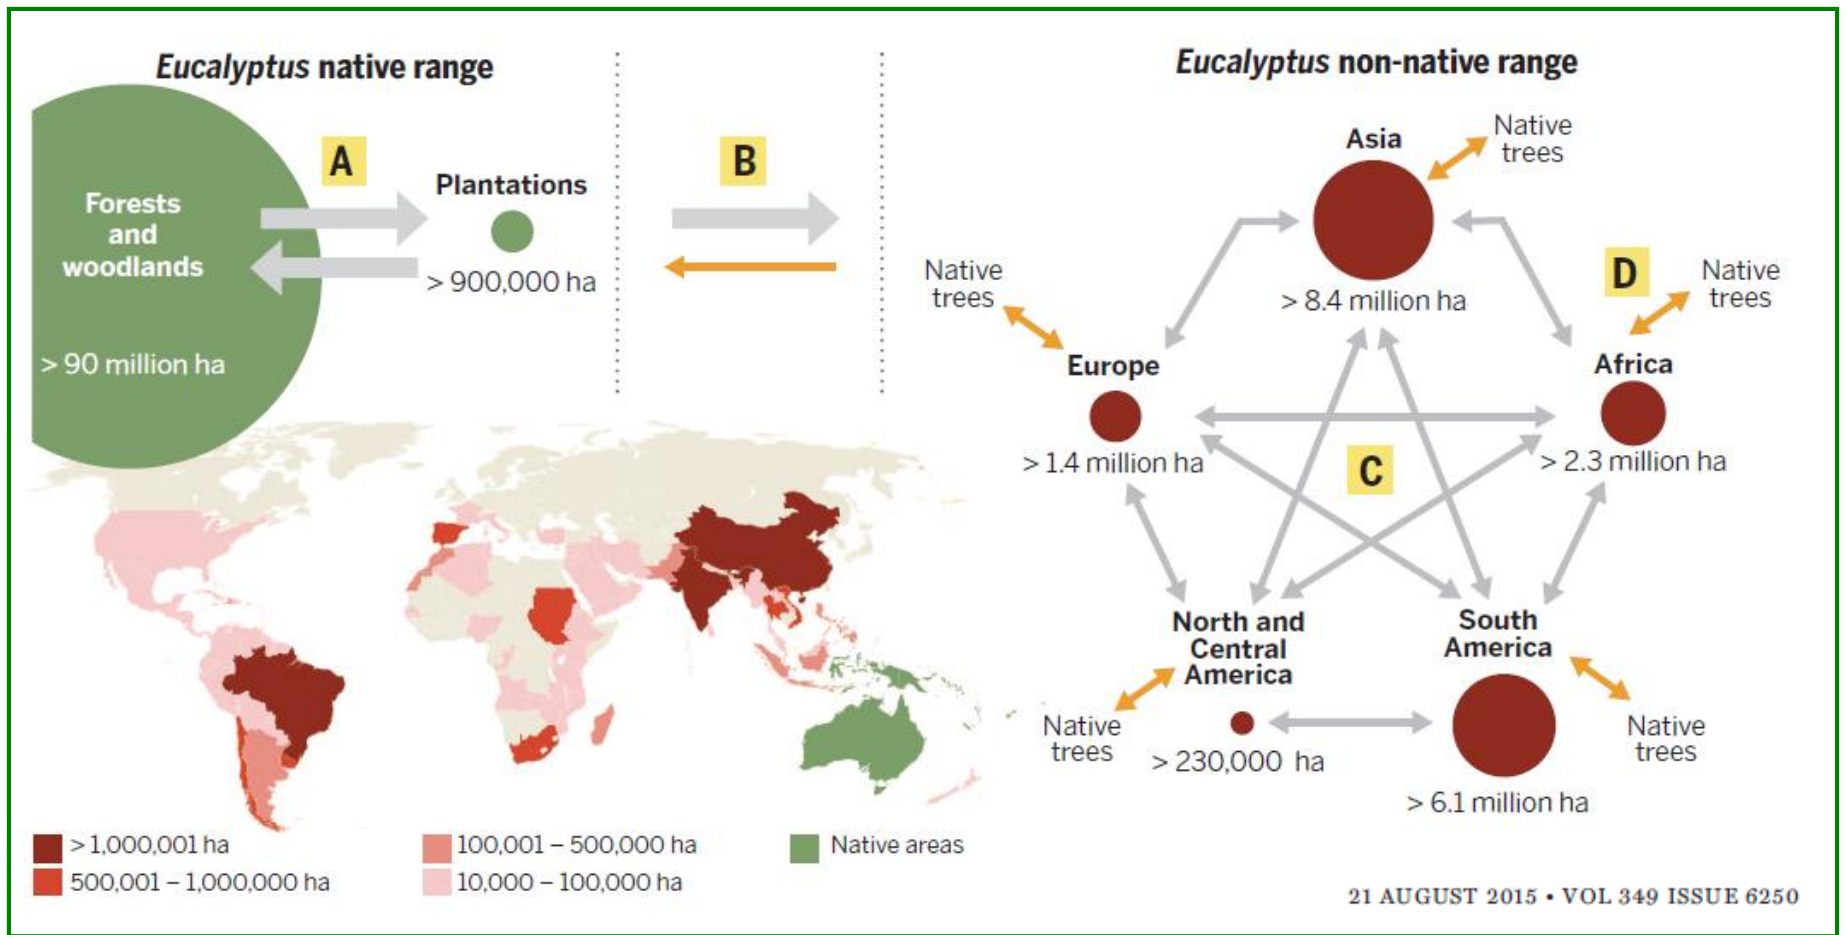 Eucalyptus native range
A
Forests
and
woodlands
> 90 million ha
Plantations
> 900,000 ha
B
Eucalyptus non-native range
Asia
> 8.4 million ha
Native
trees
Native
trees
Europe
> 1.4 million ha
D
Native
trees
Africa
> 2.3 million ha
C
North and
Central
America
> 230,000 ha
Native
trees
South
America
> 6.1 million ha
Native
trees
> 1,000,001 ha
500,001 – 1,000,000 ha
100,001 – 500,000 ha
10,000 – 100,000 ha
Native areas
21 AUGUST 2015 • VOL 349 ISSUE 6250